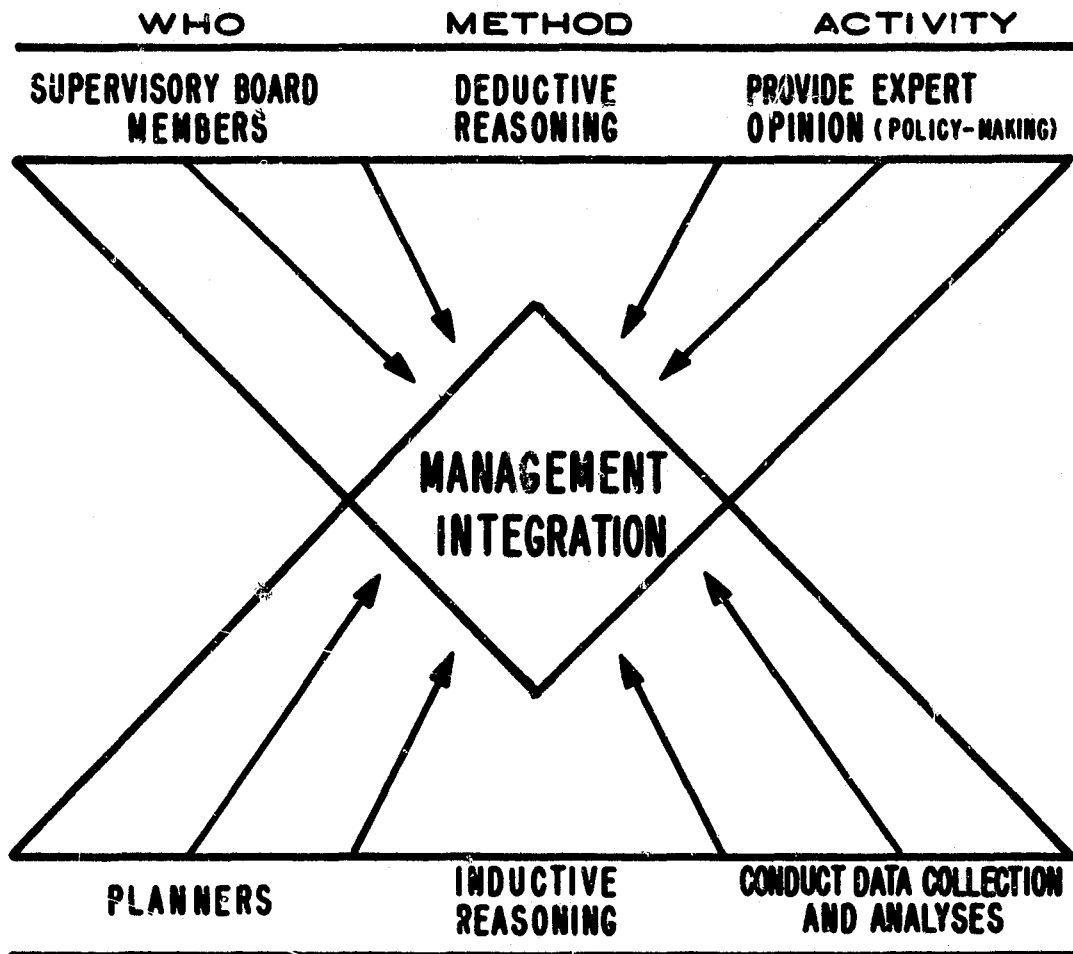 WHO METHOD ACTIVITY
SUPERVISORY BOARD
MEMBERS
DEDUCTIVE
REASONING
PROVIDE EXPERT
OPINION (POLICY-MAKING)
MANAGEMENT
INTEGRATION
PLANNERS
INDUCTIVE
REASONING
CONDUCT DATA COLLECTION
AND ANALYSES